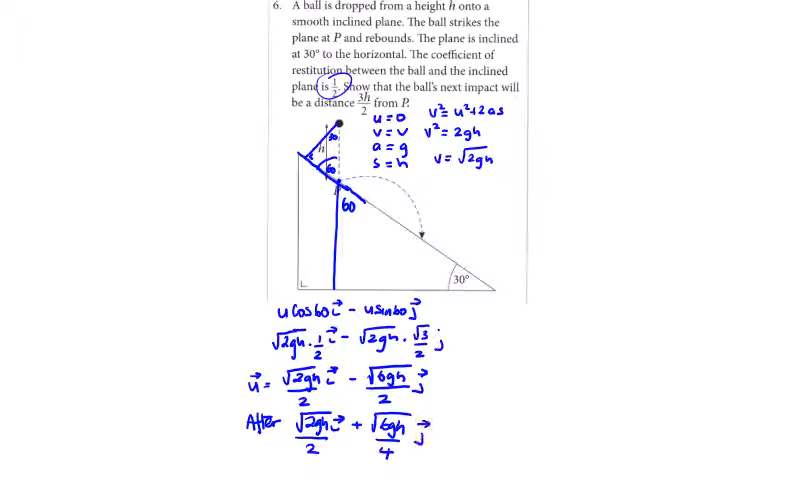 6. A ball is dropped from a height h onto a
smooth inclined plane. The ball strikes the
plane at P and rebounds. The plane is inclined
at 30° to the horizontal. The coefficient of
restitution between the ball and the inclined
plane is 1/2. Show that the ball's next impact will
be a distance 3h/2 from P.
u = 0 v² = u² + 2as
v = v v² = 2gh
a = g
s = h v = √2gh
30
h
60
60
30°
u cos60 i⃗ - u sin60 j⃗
√2gh · 1/2 i⃗ - √2gh · √3/2 j
u⃗ = √2gh/2 i⃗ - √6gh/2 j⃗
After √2gh/2 i⃗ + √6gh/4 j⃗